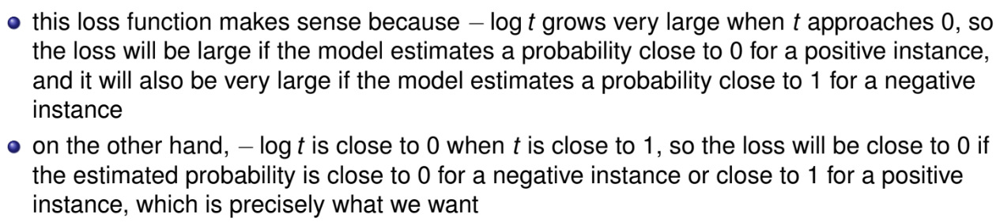 • this loss function makes sense because − log t grows very large when t approaches 0, so
the loss will be large if the model estimates a probability close to 0 for a positive instance,
and it will also be very large if the model estimates a probability close to 1 for a negative
instance
• on the other hand, − log t is close to 0 when t is close to 1, so the loss will be close to 0 if
the estimated probability is close to 0 for a negative instance or close to 1 for a positive
instance, which is precisely what we want